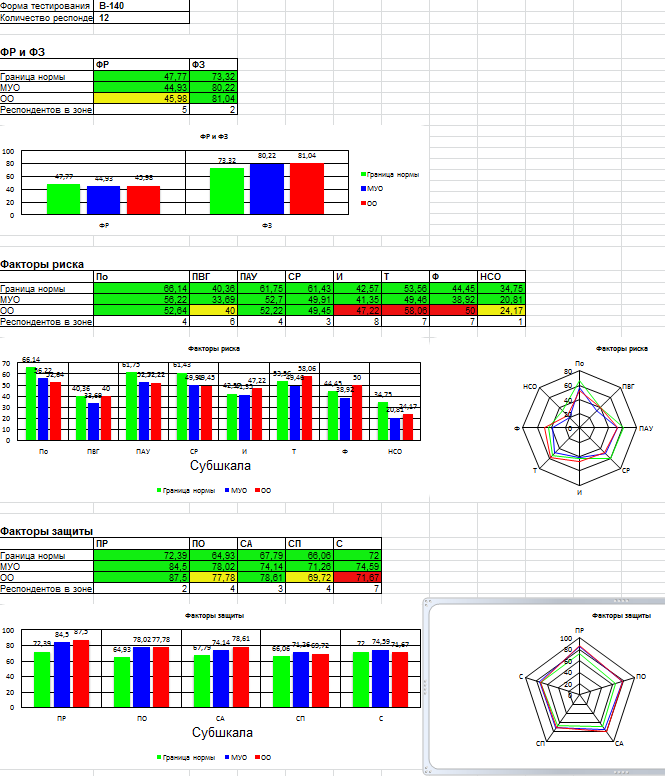 Форма тестирования В-140
Количество респонде 12
ФР и ФЗ
ФР ФЗ
Граница нормы 47,77 73,32
МУО 44,93 80,22
ОО 45,98 81,04
Респондентов в зоне 5 2
ФР и ФЗ
100
80
60
40
20
0
47,77 44,93 45,98
73,32 80,22 81,04
ФР ФЗ
Граница нормы
МУО
ОО
Факторы риска
По ПВГ ПАУ СР И Т Ф НСО
Граница нормы 66,14 40,36 61,75 61,43 42,57 53,56 44,45 34,75
МУО 56,22 33,69 52,7 49,91 41,35 49,46 38,92 20,81
ОО 52,64 40 52,22 49,45 47,22 58,06 50 24,17
Респондентов в зоне 4 6 4 3 8 7 7 1
Факторы риска
70
60
50
40
30
20
10
0
66,14 56,22 52,64
40,36 33,69 40
61,75 52,22
61,43 49,45
47,22
58,06
44,45 38,92 50
34,75 20,81 24,17
По ПВГ ПАУ СР И Т Ф НСО
Субшкала
Граница нормы МУО ОО
Факторы риска
80
60
40
20
0
По
ПВГ
ПАУ
СР
И
Т
Ф
НСО
Факторы защиты
ПР ПО СА СП С
Граница нормы 72,39 64,93 67,79 66,06 72
МУО 84,5 78,02 74,14 71,26 74,59
ОО 87,5 77,78 78,61 69,72 71,67
Респондентов в зоне 2 4 3 4 7
Факторы защиты
100
80
60
40
20
0
72,39 84,5 87,5
64,93 78,02 77,78
67,79 74,14 78,61
66,06 71,26 69,72
72 74,59 71,67
ПР ПО СА СП С
Субшкала
Граница нормы МУО ОО
Факторы защиты
100
80
60
40
20
0
ПР
ПО
СА
СП
С